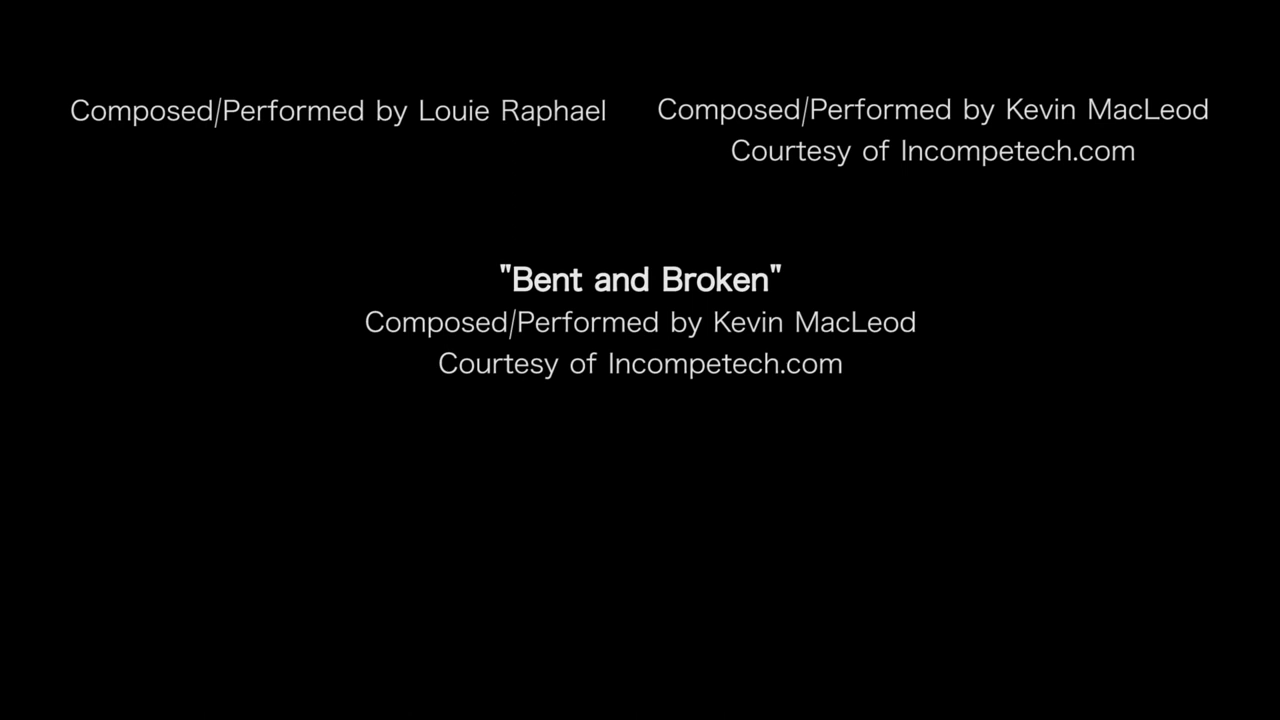 Composed/Performed by Louie Raphael
Composed/Performed by Kevin MacLeod
Courtesy of Incompetech.com
"Bent and Broken"
Composed/Performed by Kevin MacLeod
Courtesy of Incompetech.com